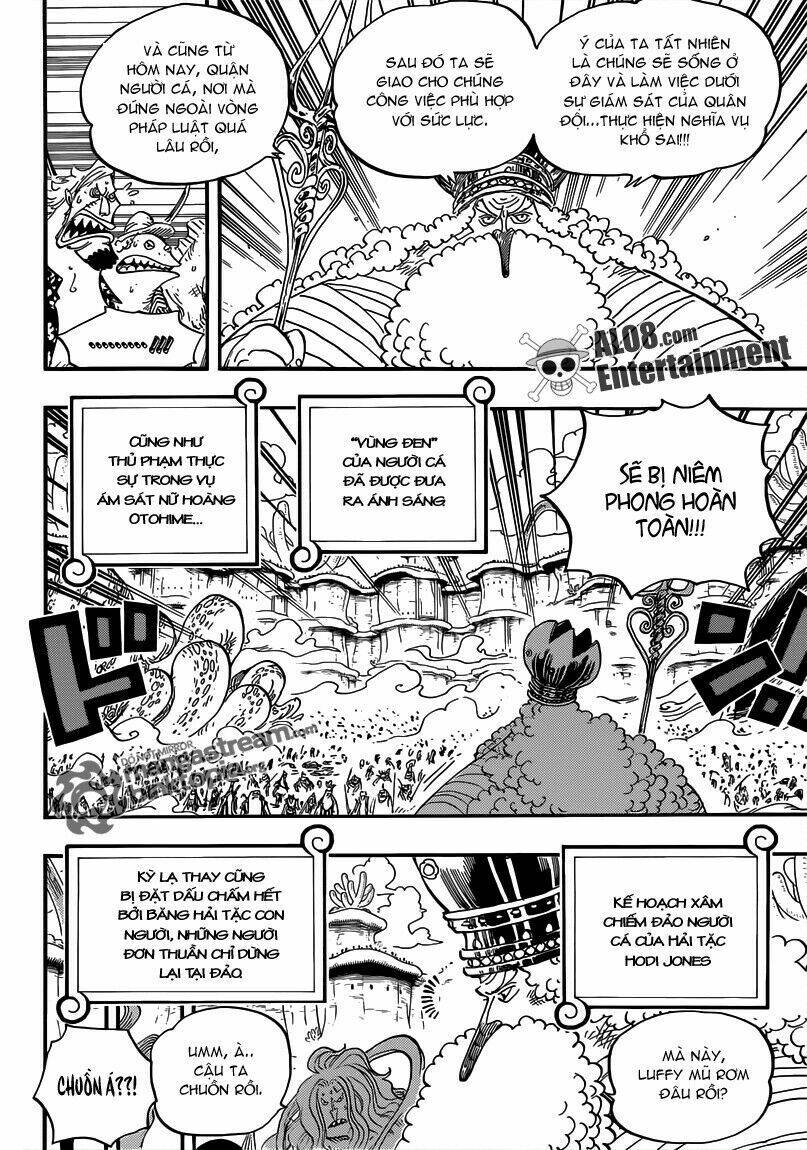 Ý CỦA TA TẤT NHIÊN
LÀ CHÚNG SẼ SỐNG Ở
ĐÂY VÀ LÀM VIỆC DƯỚI
SỰ GIÁM SÁT CỦA QUÂN
ĐỘI...THỰC HIỆN NGHĨA VỤ
KHỔ SAI!!!
SAU ĐÓ TA SẼ
GIAO CHO CHÚNG
CÔNG VIỆC PHÙ HỢP
VỚI SỨC LỰC.
VÀ CŨNG TỪ
HÔM NAY, QUẬN
NGƯỜI CÁ, NƠI MÀ
ĐỨNG NGOÀI VÒNG
PHÁP LUẬT QUÁ
LÂU RỒI,
............!!!
AL08.com
Entertainment
SẼ BỊ NIÊM
PHONG HOÀN
TOÀN!!!
"VÙNG ĐEN"
CỦA NGƯỜI CÁ
ĐÃ ĐƯỢC ĐƯA
RA ÁNH SÁNG
CŨNG NHƯ
THỦ PHẠM THỰC
SỰ TRONG VỤ
ÁM SÁT NỮ HOÀNG
OTOHIME...
ド
ン
DO NOT MIRROR
mangastream.com
KẾ HOẠCH XÂM
CHIẾM ĐẢO NGƯỜI
CÁ CỦA HẢI TẶC
HODI JONES
KỲ LẠ THAY CŨNG
BỊ ĐẶT DẤU CHẤM HẾT
BỞI BĂNG HẢI TẶC CON
NGƯỜI, NHỮNG NGƯỜI
ĐƠN THUẦN CHỈ DỪNG
LẠI TẠI ĐẢO.
MÀ NÀY,
LUFFY MŨ RƠM
ĐÂU RỒI?
UMM, À..
CẬU TA
CHUỒN RỒI.
CHUỒN Á??!